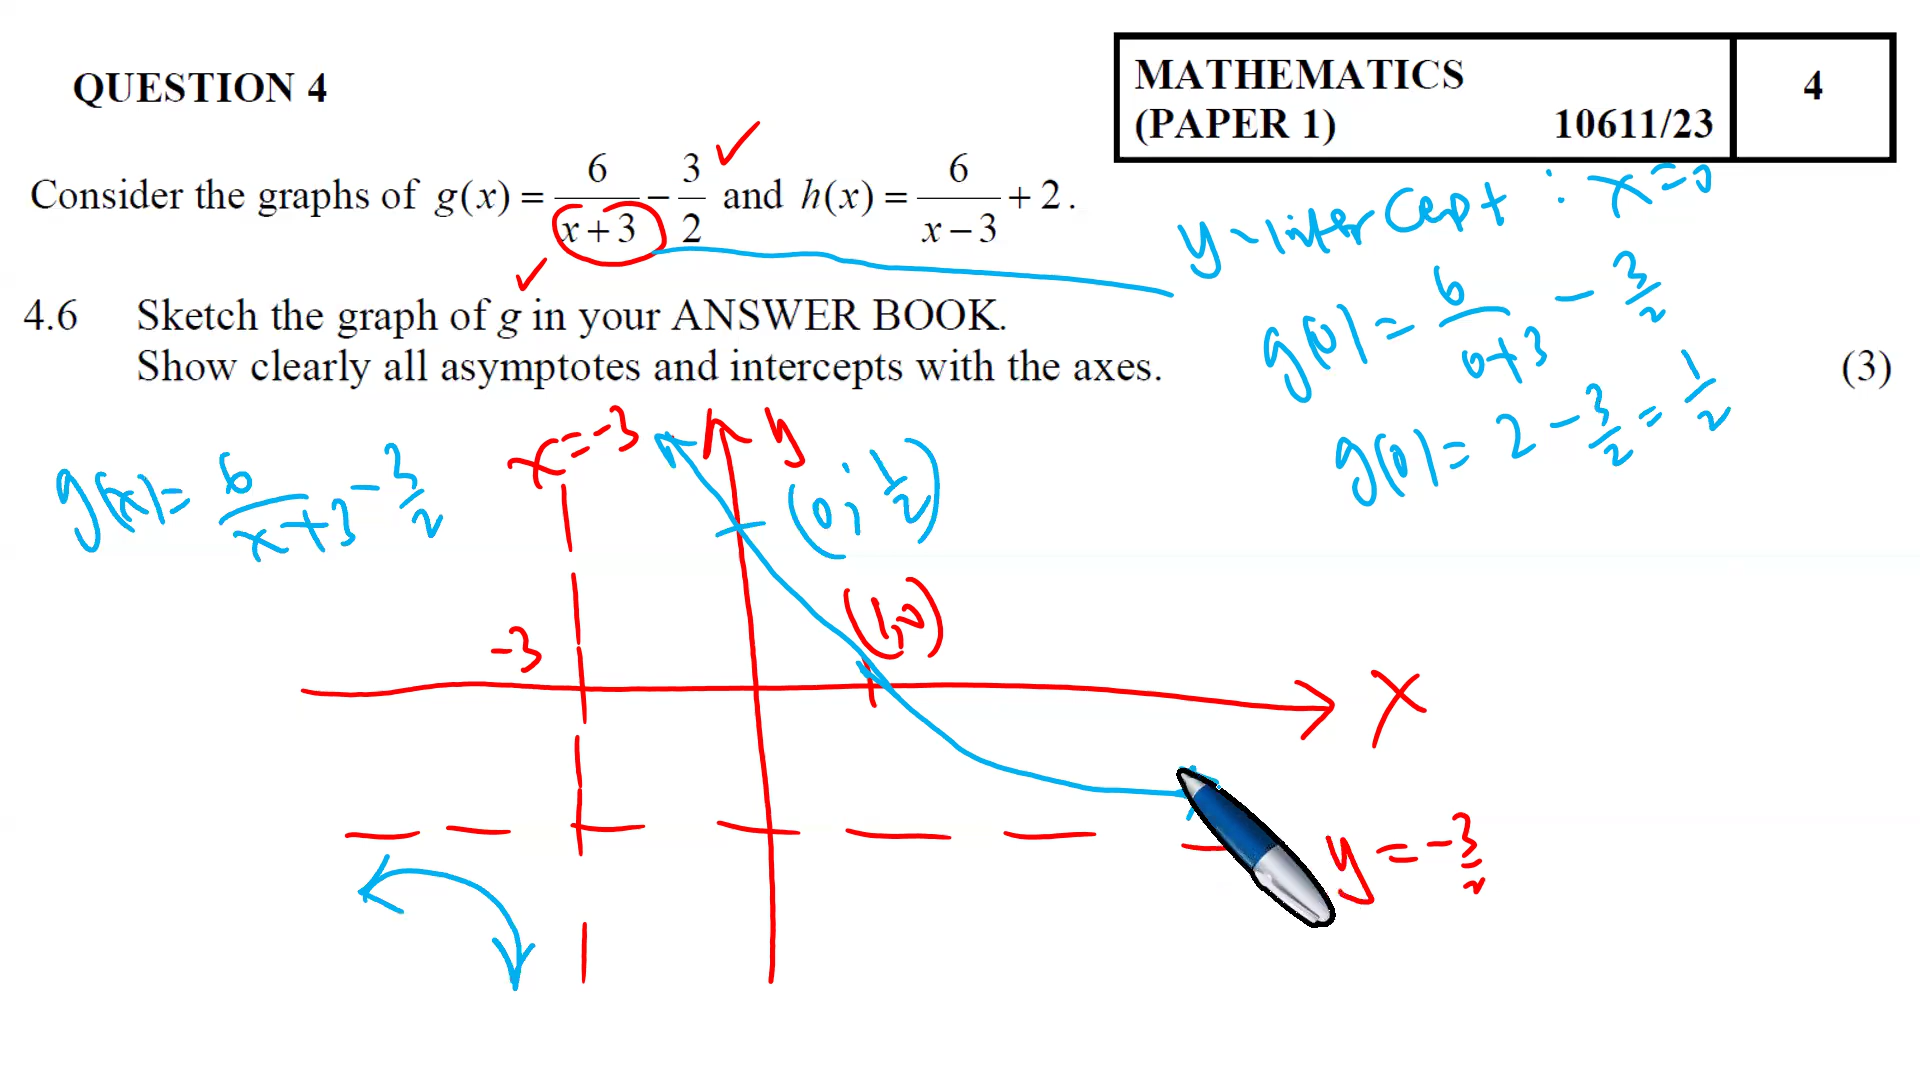 QUESTION 4
MATHEMATICS
(PAPER 1) 10611/23
4
Consider the graphs of g(x) = 6/(x+3) − 3/2 and h(x) = 6/(x−3) + 2.
y-intercept : x=0
g(0) = 6/(0+3) − 3/2
g(0) = 2 − 3/2 = 1/2
4.6 Sketch the graph of g in your ANSWER BOOK.
Show clearly all asymptotes and intercepts with the axes. (3)
g(x) = 6/(x+3) − 3/2
x=-3
y
(0; 1/2)
(1,0)
-3
x
y = -3/2